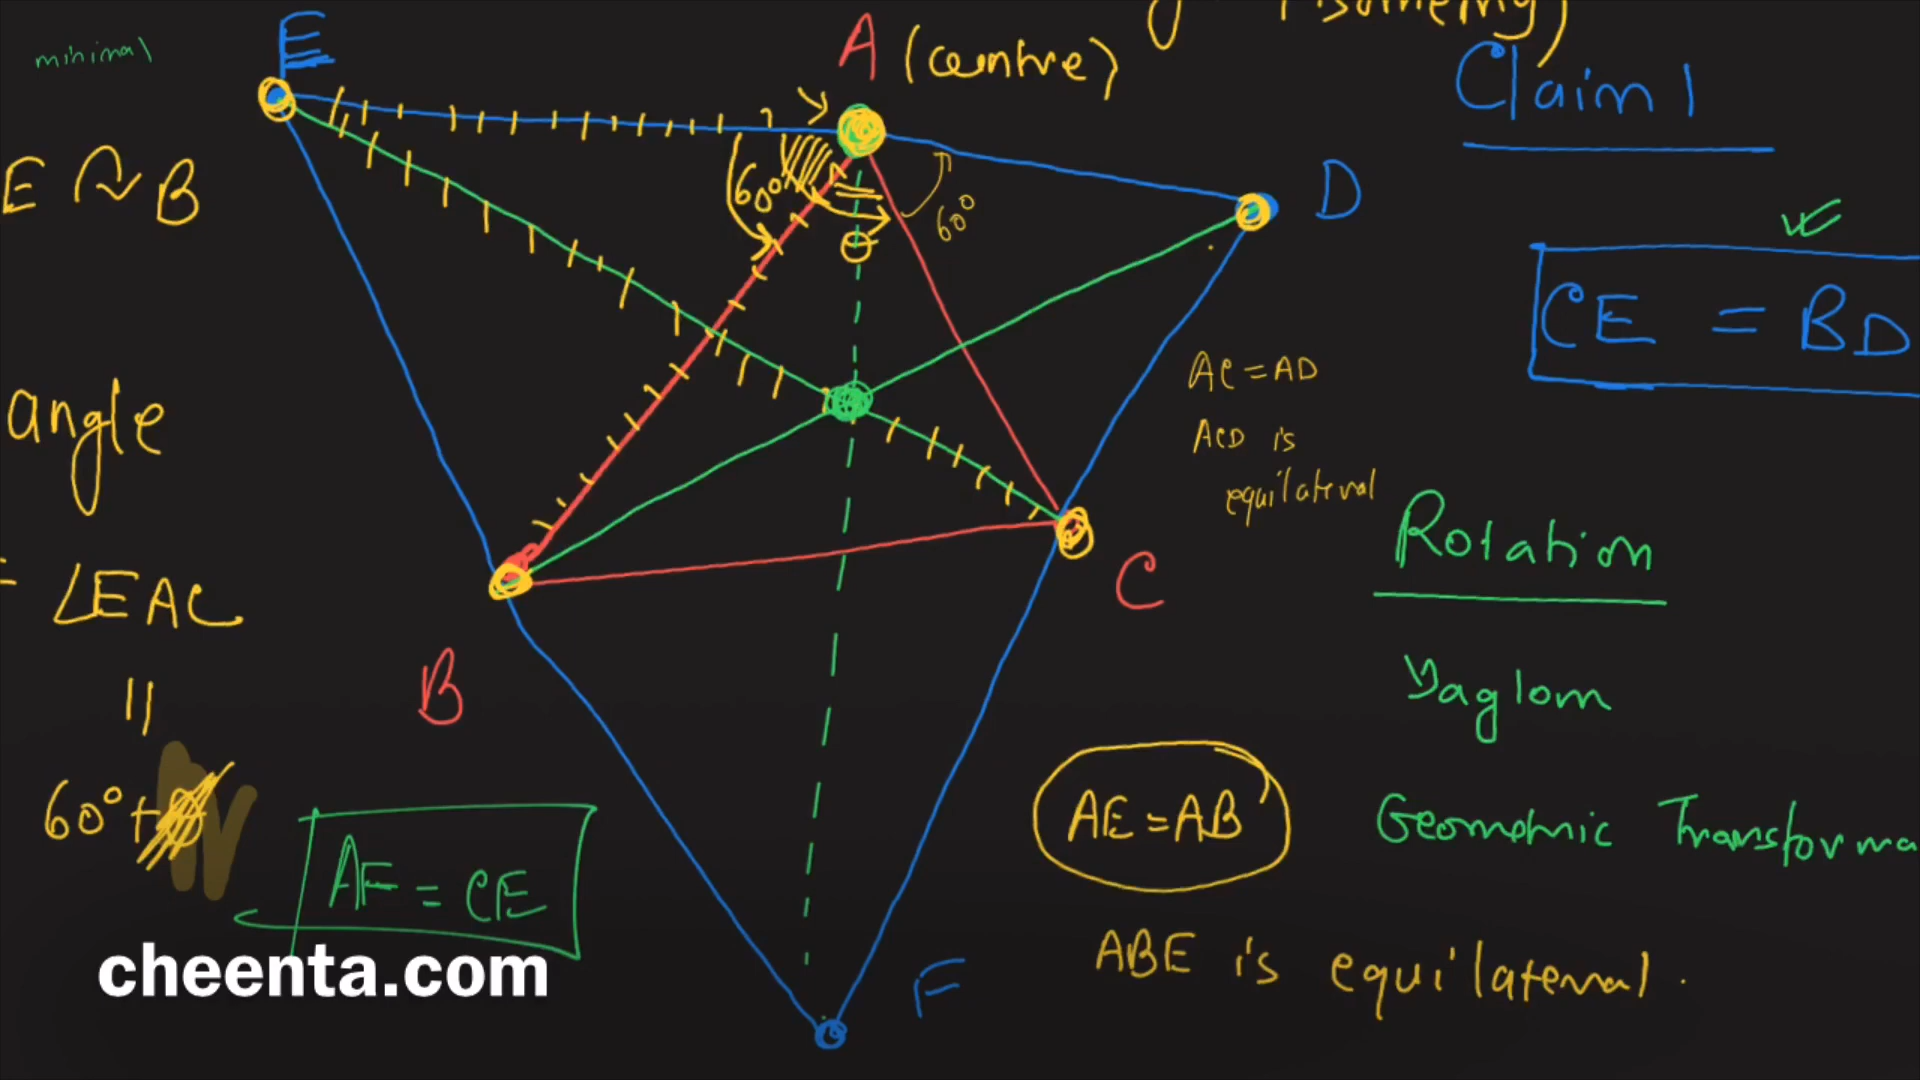 minimal
E
A (centre)
isometry)
Claim 1
E ~ B
60°
θ
60°
D
CE = BD
AC = AD
ACD is
equilateral
angle
= ∠EAC
||
60° +
B
C
Rotation
Yaglom
Geometric Transforma
AE = AB
ABE is equilateral.
AF = CE
F
cheenta.com